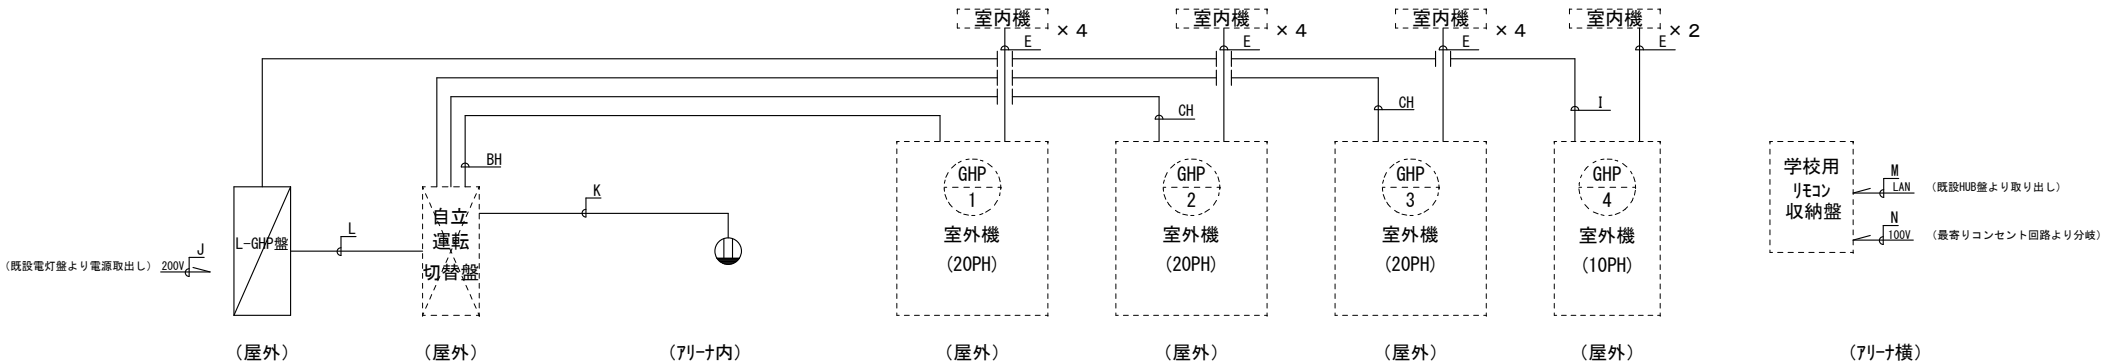 室内機 ×4
室内機 ×4
室内機 ×4
室内機 ×2
E
E
E
E
CH
CH
I
BH
K
L
J
(既設電灯盤より電源取出し) 200V
L-GHP盤
自立
運転
切替盤
GHP
1
室外機
(20PH)
GHP
2
室外機
(20PH)
GHP
3
室外機
(20PH)
GHP
4
室外機
(10PH)
学校用
リモコン
収納盤
M
LAN (既設HUB盤より取り出し)
N
100V (最寄りコンセント回路より分岐)
(屋外) (屋外) (アリーナ内) (屋外) (屋外) (屋外) (屋外) (アリーナ横)